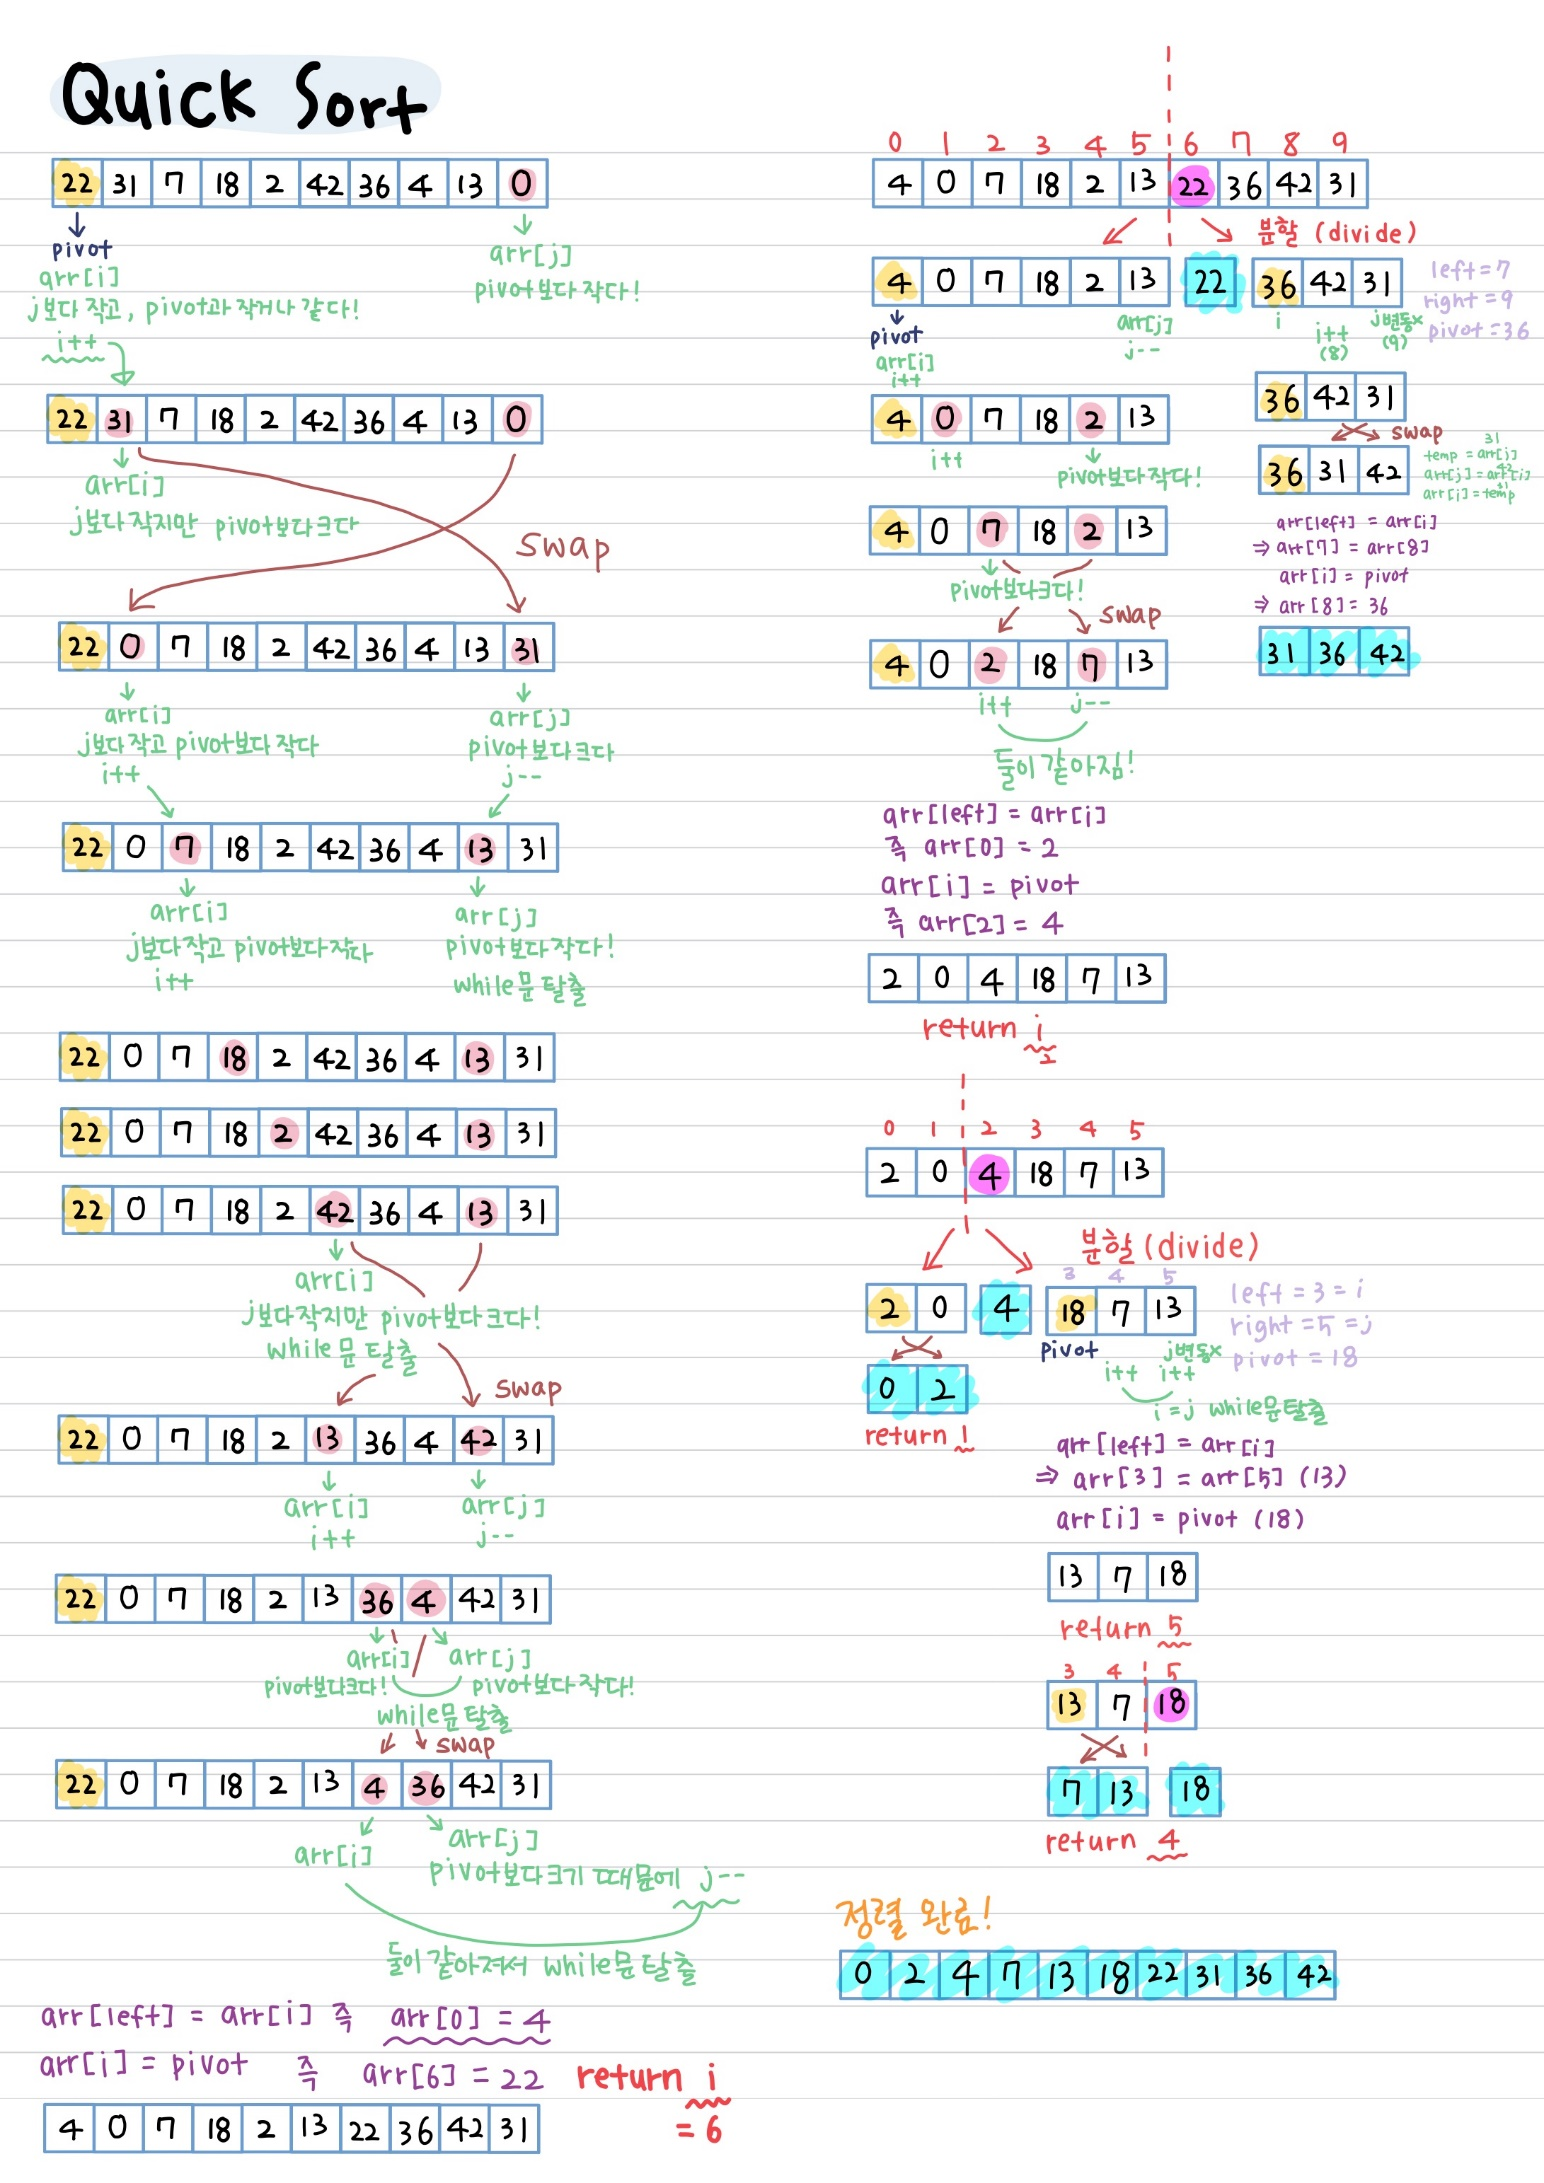 Quick Sort
22 31 7 18 2 42 36 4 13 0
pivot
arr[i]
j보다 작고, pivot과 작거나 같다!
i++
arr[j]
pivot보다 작다!
22 31 7 18 2 42 36 4 13 0
arr[i]
j보다 작지만 pivot보다 크다
swap
22 0 7 18 2 42 36 4 13 31
arr[i]
j보다 작고 pivot보다 작다
i++
arr[j]
pivot보다 크다
j--
22 0 7 18 2 42 36 4 13 31
arr[i]
j보다 작고 pivot보다 작다
i++
arr[j]
pivot보다 작다!
while문 탈출
22 0 7 18 2 42 36 4 13 31
22 0 7 18 2 42 36 4 13 31
22 0 7 18 2 42 36 4 13 31
arr[i]
j보다 작지만 pivot보다 크다!
while문 탈출
swap
22 0 7 18 2 13 36 4 42 31
arr[i]
i++
arr[j]
j--
22 0 7 18 2 13 36 4 42 31
arr[i]
pivot보다 크다!
arr[j]
pivot보다 작다!
while문 탈출
swap
22 0 7 18 2 13 4 36 42 31
arr[i]
arr[j]
pivot보다 크기 때문에 j--
둘이 같아져서 while문 탈출
arr[left] = arr[i] 즉 arr[0] = 4
arr[i] = pivot 즉 arr[6] = 22
return i
= 6
4 0 7 18 2 13 22 36 42 31
0 1 2 3 4 5 6 7 8 9
4 0 7 18 2 13 22 36 42 31
분할 (divide)
4 0 7 18 2 13 22 36 42 31
pivot
arr[i]
i++
arr[j]
j--
i
i++
(8)
j변동x
(9)
left = 7
right = 9
pivot = 36
4 0 7 18 2 13
i++
pivot보다 작다!
4 0 7 18 2 13
pivot보다 크다!
swap
4 0 2 18 7 13
i++ j--
둘이 같아짐!
36 42 31
swap
36 31 42
31
temp = arr[j]
42
arr[j] = arr[i]
31
arr[i] = temp
arr[left] = arr[i]
⇒ arr[7] = arr[8]
arr[i] = pivot
⇒ arr[8] = 36
31 36 42
arr[left] = arr[i]
즉 arr[0] = 2
arr[i] = pivot
즉 arr[2] = 4
2 0 4 18 7 13
return i
2
0 1 2 3 4 5
2 0 4 18 7 13
분할 (divide)
3 4 5
2 0 4 18 7 13
pivot
i++
j변동x
i++
i = j while문 탈출
left = 3 = i
right = 5 = j
pivot = 18
0 2
return 1
arr[left] = arr[i]
⇒ arr[3] = arr[5] (13)
arr[i] = pivot (18)
13 7 18
return 5
3 4 5
13 7 18
7 13 18
return 4
정렬 완료!
0 2 4 7 13 18 22 31 36 42